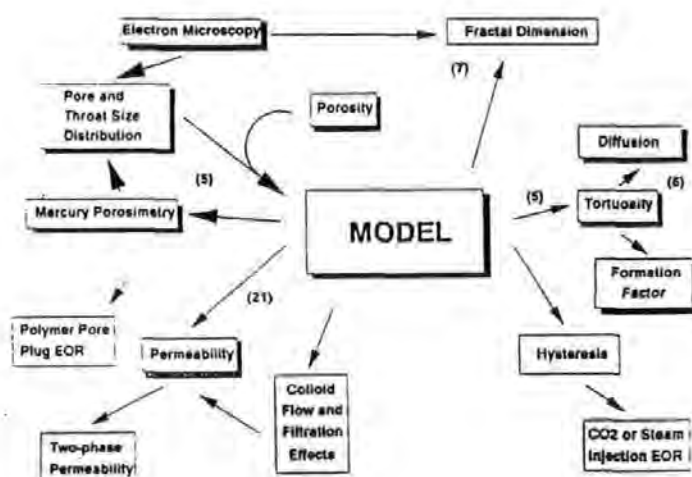 Electron Microscopy
Fractal Dimension
(7)
Pore and
Throat Size
Distribution
Porosity
Diffusion
(5)
(5)
(6)
Mercury Porosimetry
MODEL
Tortuosity
Formation
Factor
(21)
Polymer Pore
Plug EOR
Permeability
Hysteresis
Colloid
Flow and
Filtration
Effects
Two-phase
Permeability
CO2 or Steam
Injection EOR